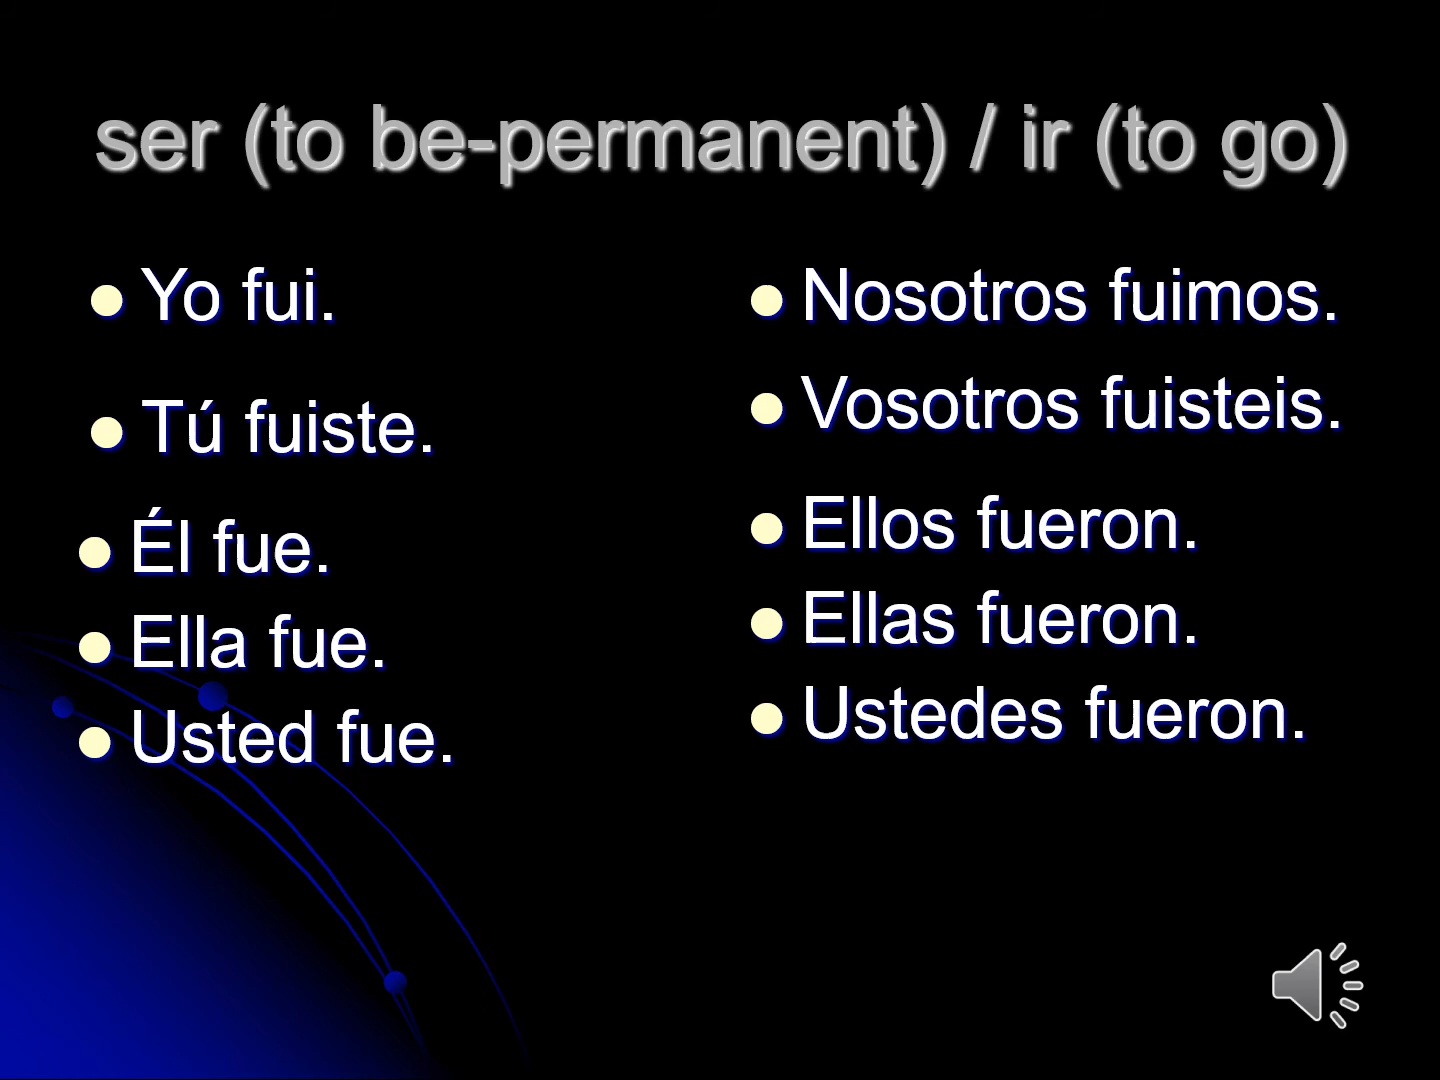 ser (to be-permanent) / ir (to go)
Yo fui.
Tú fuiste.
Él fue.
Ella fue.
Usted fue.
Nosotros fuimos.
Vosotros fuisteis.
Ellos fueron.
Ellas fueron.
Ustedes fueron.